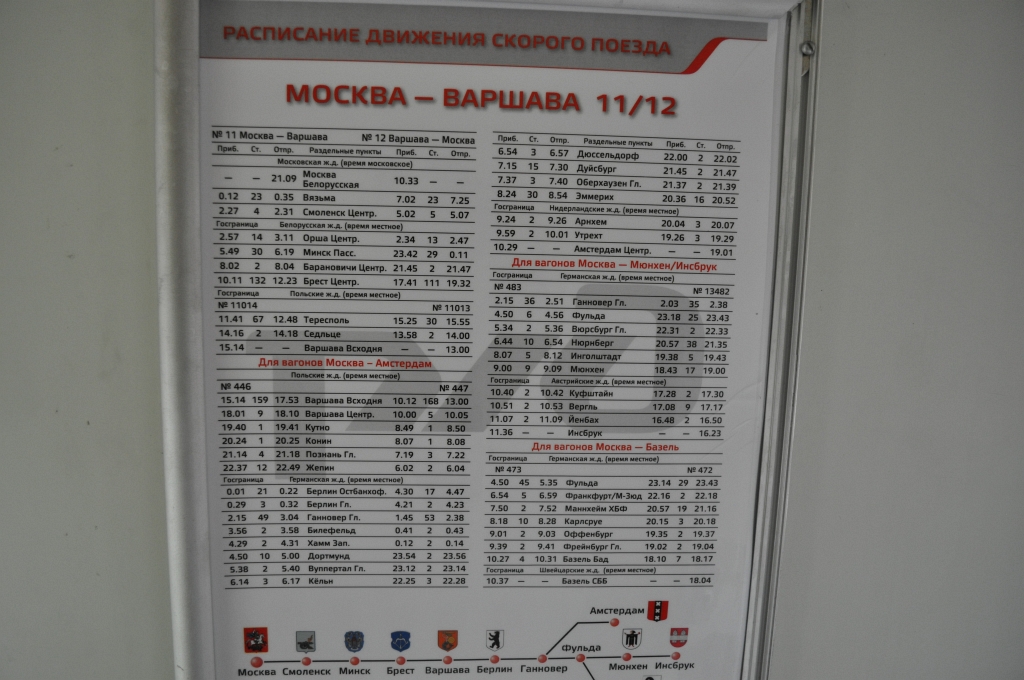 РАСПИСАНИЕ ДВИЖЕНИЯ СКОРОГО ПОЕЗДА
МОСКВА – ВАРШАВА 11/12
№ 11 Москва – Варшава № 12 Варшава – Москва
Приб. Ст. Отпр. Раздельные пункты Приб. Ст. Отпр.
Московская ж.д. (время московское)
— — 21.09 Москва Белорусская 10.33 — —
0.12 23 0.35 Вязьма 7.02 23 7.25
2.27 4 2.31 Смоленск Центр. 5.02 5 5.07
Госграница Белорусская ж.д. (время местное)
2.57 14 3.11 Орша Центр. 2.34 13 2.47
5.49 30 6.19 Минск Пасс. 23.42 29 0.11
8.02 2 8.04 Барановичи Центр. 21.45 2 21.47
10.11 132 12.23 Брест Центр. 17.41 111 19.32
Госграница Польские ж.д. (время местное)
№ 11014 № 11013
11.41 67 12.48 Тересполь 15.25 30 15.55
14.16 2 14.18 Седльце 13.58 2 14.00
15.14 — — Варшава Всходня — — 13.00
Для вагонов Москва – Амстердам
Польские ж.д. (время местное)
№ 446 № 447
15.14 159 17.53 Варшава Всходня 10.12 168 13.00
18.01 9 18.10 Варшава Центр. 10.00 5 10.05
19.40 1 19.41 Кутно 8.49 1 8.50
20.24 1 20.25 Конин 8.07 1 8.08
21.14 4 21.18 Познань Гл. 7.19 3 7.22
22.37 12 22.49 Жепин 6.02 2 6.04
Госграница Германская ж.д. (время местное)
0.01 21 0.22 Берлин Остбанхоф. 4.30 17 4.47
0.29 3 0.32 Берлин Гл. 4.21 2 4.23
2.15 49 3.04 Ганновер Гл. 1.45 53 2.38
3.56 2 3.58 Билефельд 0.41 2 0.43
4.29 2 4.31 Хамм Зап. 0.12 2 0.14
4.50 10 5.00 Дортмунд 23.54 2 23.56
5.38 2 5.40 Вуппертал Гл. 23.12 2 23.14
6.14 3 6.17 Кёльн 22.25 3 22.28
Приб. Ст. Отпр. Раздельные пункты Приб. Ст. Отпр.
6.54 3 6.57 Дюссельдорф 22.00 2 22.02
7.15 15 7.30 Дуйсбург 21.45 2 21.47
7.37 3 7.40 Оберхаузен Гл. 21.37 2 21.39
8.24 30 8.54 Эммерих 20.36 16 20.52
Госграница Нидерландские ж.д. (время местное)
9.24 2 9.26 Арнхем 20.04 3 20.07
9.59 2 10.01 Утрехт 19.26 3 19.29
10.29 — — Амстердам Центр. — — 19.01
Для вагонов Москва – Мюнхен/Инсбрук
Госграница Германская ж.д. (время местное)
№ 483 № 13482
2.15 36 2.51 Ганновер Гл. 2.03 35 2.38
4.50 6 4.56 Фульда 23.18 25 23.43
5.34 2 5.36 Вюрсбург Гл. 22.31 2 22.33
6.44 10 6.54 Нюрнберг 20.57 38 21.35
8.07 5 8.12 Инголштадт 19.38 5 19.43
9.00 9 9.09 Мюнхен 18.43 17 19.00
Госграница Австрийские ж.д. (время местное)
10.40 2 10.42 Куфштайн 17.28 2 17.30
10.51 2 10.53 Вергль 17.08 9 17.17
11.07 2 11.09 Йенбах 16.48 2 16.50
11.36 — — Инсбрук — — 16.23
Для вагонов Москва – Базель
Госграница Германская ж.д. (время местное)
№ 473 № 472
4.50 45 5.35 Фульда 23.14 29 23.43
6.54 5 6.59 Франкфурт/М-Зюд 22.16 2 22.18
7.50 2 7.52 Маннхейм ХБФ 20.57 19 21.16
8.18 10 8.28 Карлсруе 20.15 3 20.18
9.01 2 9.03 Оффенбург 19.35 2 19.37
9.39 2 9.41 Фрейнбург Гл. 19.02 2 19.04
10.27 4 10.31 Базель Бад 18.10 7 18.17
Госграница Швейцарские ж.д. (время местное)
10.37 — — Базель СББ — — 18.04
Амстердам
Фульда
Москва Смоленск Минск Брест Варшава Берлин Ганновер Мюнхен Инсбрук